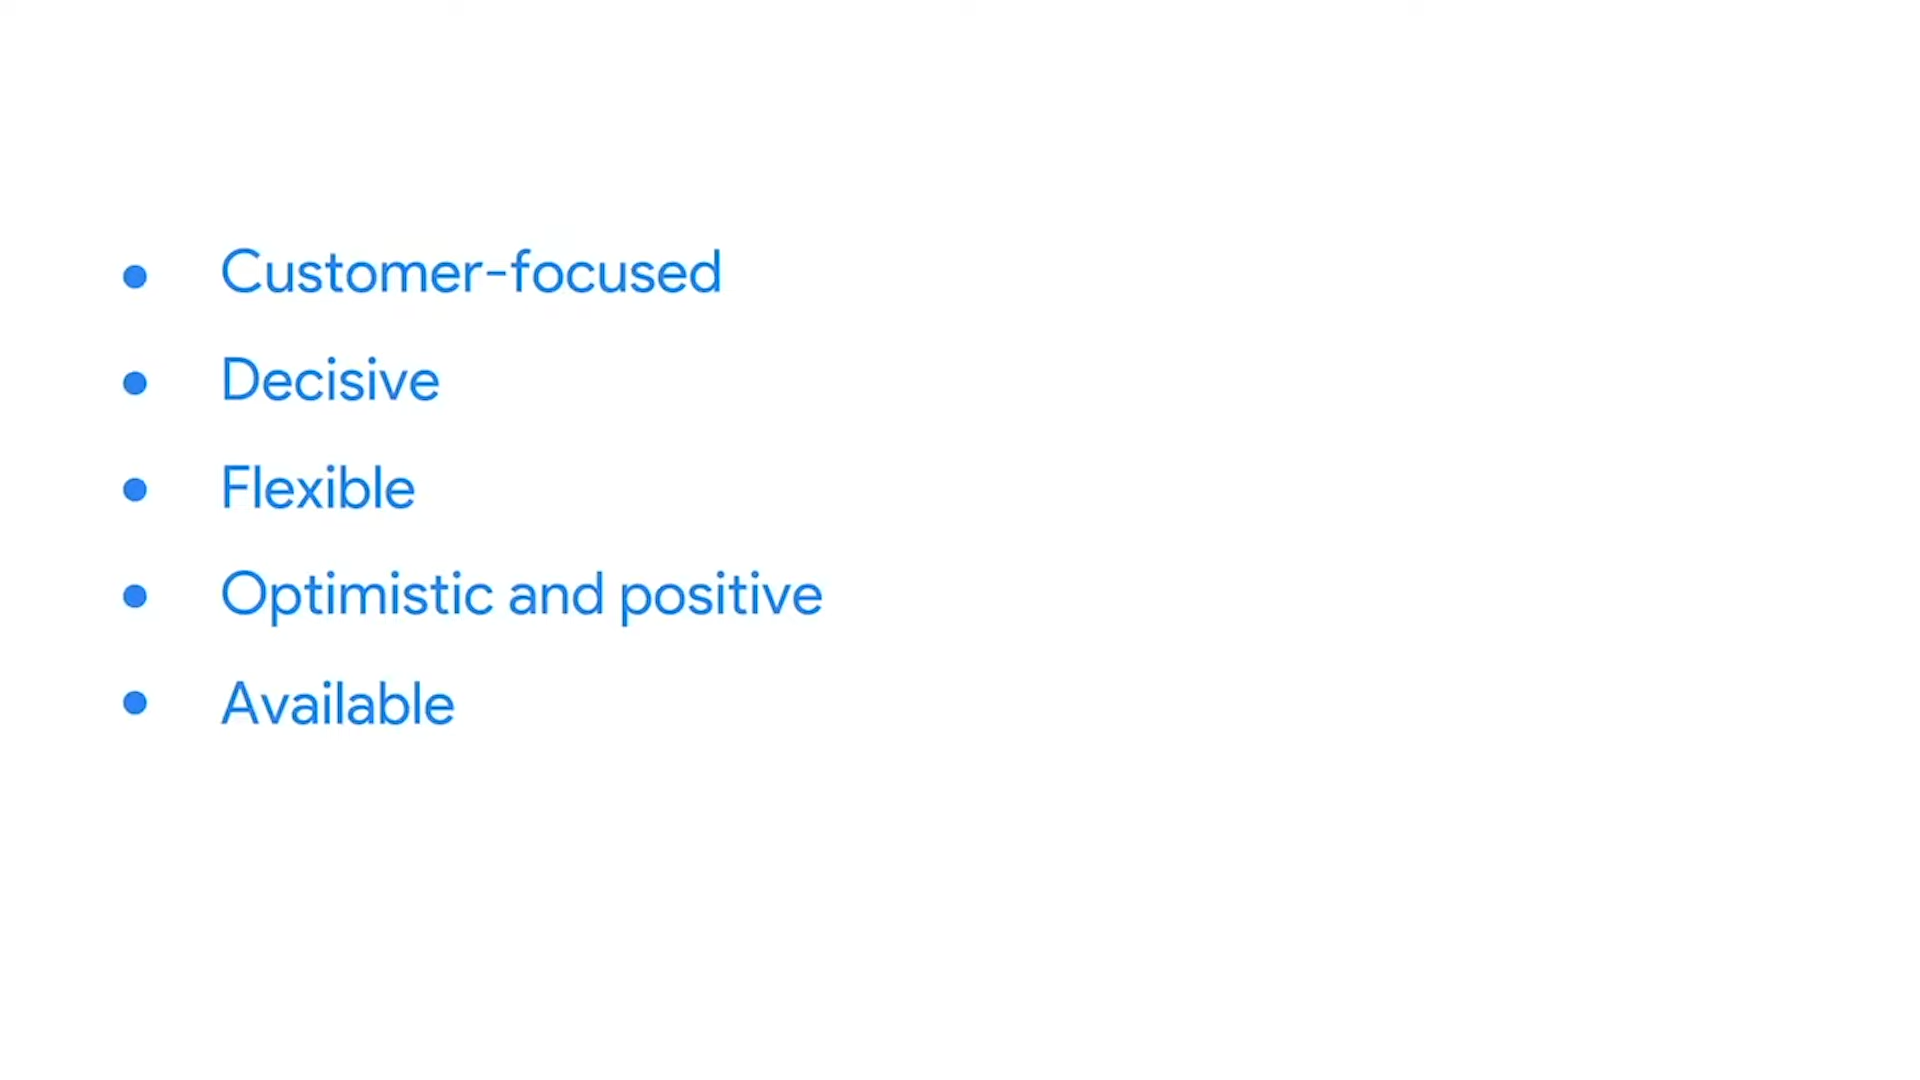 • Customer-focused
• Decisive
• Flexible
• Optimistic and positive
• Available